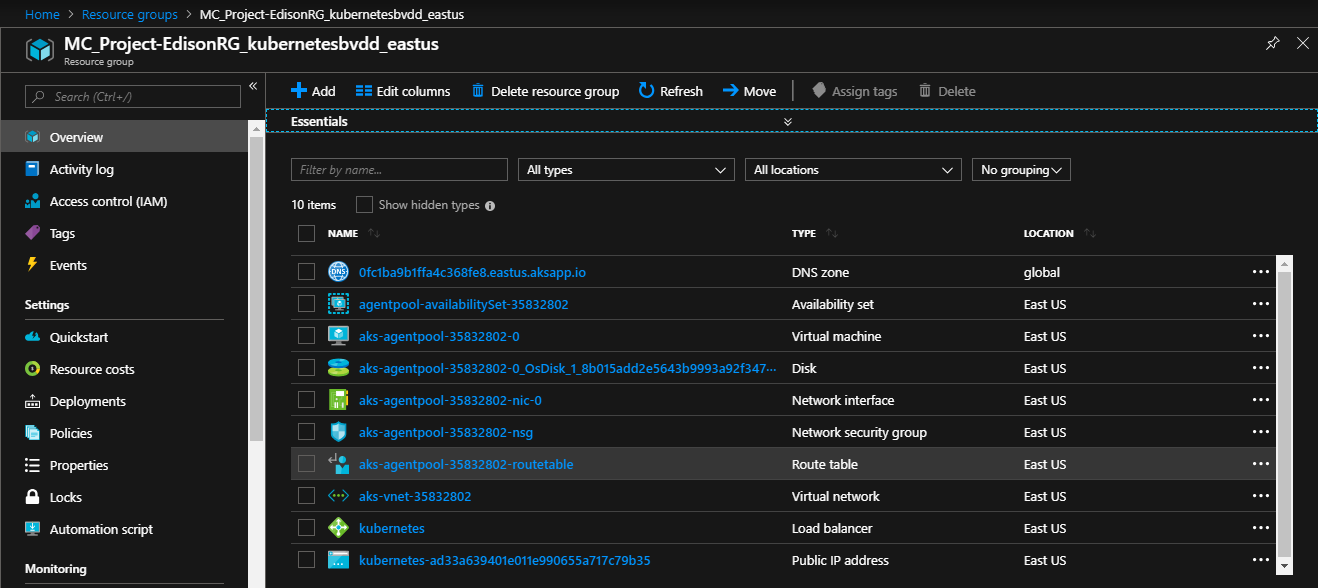 Home > Resource groups > MC_Project-EdisonRG_kubernetesbvdd_eastus
MC_Project-EdisonRG_kubernetesbvdd_eastus
Resource group
Search (Ctrl+/)
Overview
Activity log
Access control (IAM)
Tags
Events
Settings
Quickstart
Resource costs
Deployments
Policies
Properties
Locks
Automation script
Monitoring
Add Edit columns Delete resource group Refresh Move Assign tags Delete
Essentials
Filter by name... All types All locations No grouping
10 items Show hidden types
NAME TYPE LOCATION
DNS 0fc1ba9b1ffa4c368fe8.eastus.aksapp.io DNS zone global
agentpool-availabilitySet-35832802 Availability set East US
aks-agentpool-35832802-0 Virtual machine East US
aks-agentpool-35832802-0_OsDisk_1_8b015add2e5643b9993a92f347... Disk East US
aks-agentpool-35832802-nic-0 Network interface East US
aks-agentpool-35832802-nsg Network security group East US
aks-agentpool-35832802-routetable Route table East US
aks-vnet-35832802 Virtual network East US
kubernetes Load balancer East US
kubernetes-ad33a639401e011e990655a717c79b35 Public IP address East US